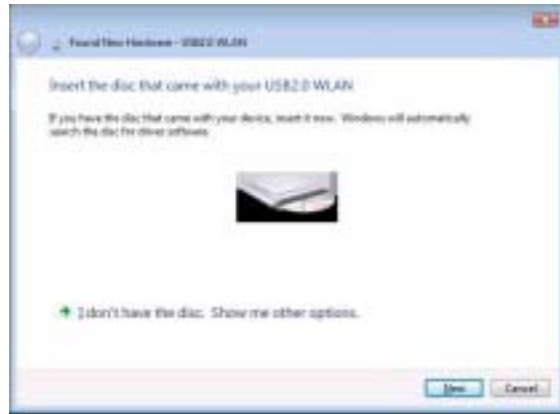 Found New Hardware - USB2.0 WLAN
Insert the disc that came with your USB2.0 WLAN
If you have the disc that came with your device, insert it now. Windows will automatically
search the disc for driver software.
I don't have the disc. Show me other options.
Next
Cancel